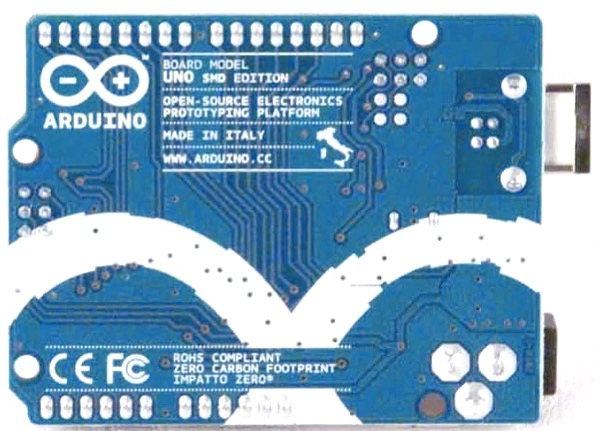 ARDUINO
TM
BOARD MODEL
UNO SMD EDITION
OPEN-SOURCE ELECTRONICS
PROTOTYPING PLATFORM
MADE IN ITALY
WWW.ARDUINO.CC
CE FC
ROHS COMPLIANT
ZERO CARBON FOOTPRINT
IMPATTO ZERO®